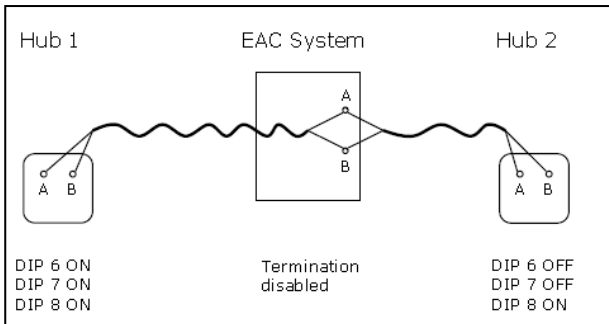 Hub 1
EAC System
Hub 2
A
B
A B
A B
DIP 6 ON
DIP 7 ON
DIP 8 ON
Termination
disabled
DIP 6 OFF
DIP 7 OFF
DIP 8 ON